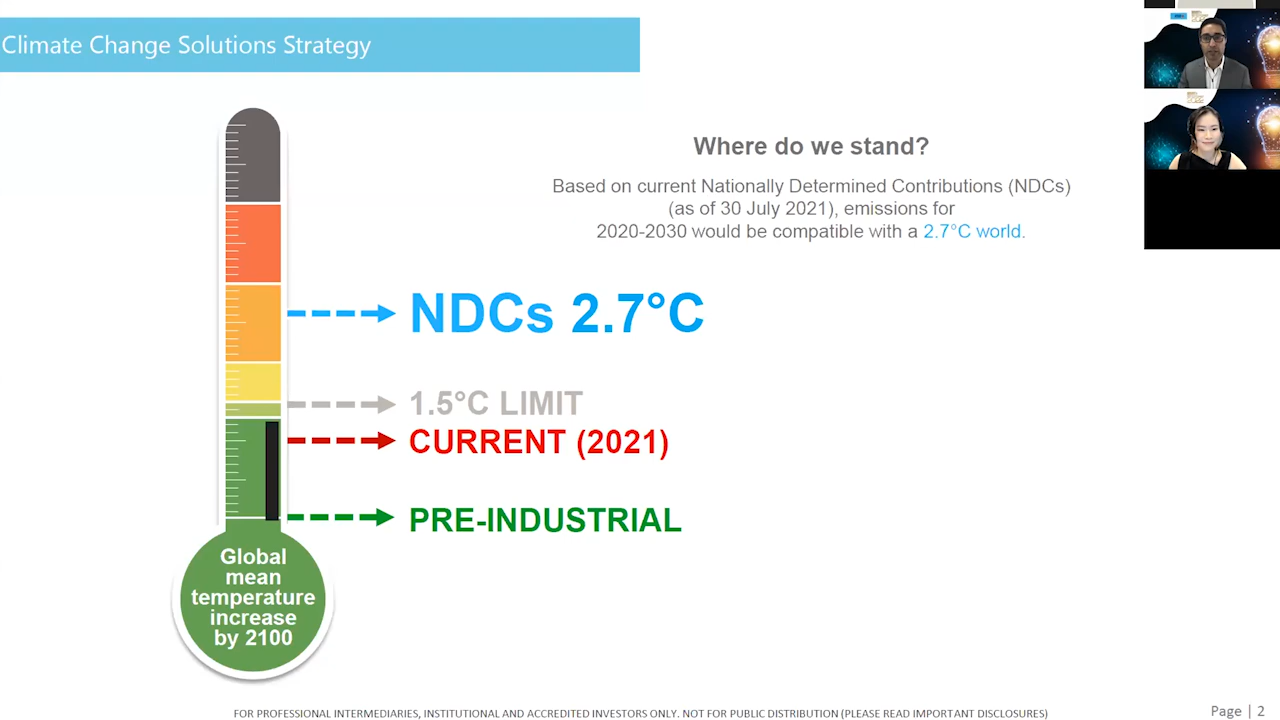 Climate Change Solutions Strategy
Where do we stand?
Based on current Nationally Determined Contributions (NDCs)
(as of 30 July 2021), emissions for
2020-2030 would be compatible with a 2.7°C world.
NDCs 2.7°C
1.5°C LIMIT
CURRENT (2021)
PRE-INDUSTRIAL
Global
mean
temperature
increase
by 2100
FOR PROFESSIONAL INTERMEDIARIES, INSTITUTIONAL AND ACCREDITED INVESTORS ONLY. NOT FOR PUBLIC DISTRIBUTION (PLEASE READ IMPORTANT DISCLOSURES)
Page | 2